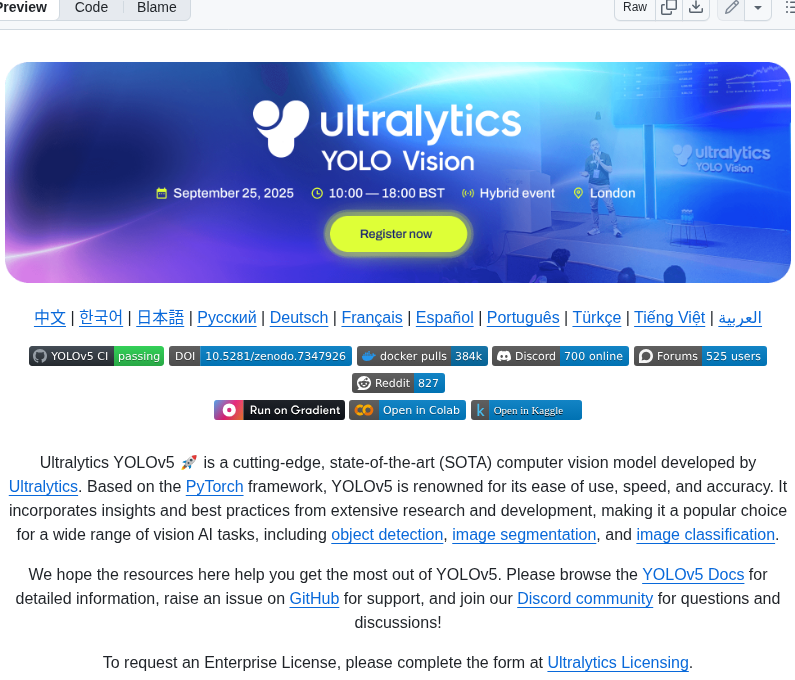 Preview Code Blame Raw
ultralytics
YOLO Vision
September 25, 2025 10:00 — 18:00 BST Hybrid event London
Register now
ultralytics
YOLO Vision
中文 | 한국어 | 日本語 | Русский | Deutsch | Français | Español | Português | Türkçe | Tiếng Việt | العربية
YOLOv5 CI passing DOI 10.5281/zenodo.7347926 docker pulls 384k Discord 700 online Forums 525 users
Reddit 827
Run on Gradient Open in Colab Open in Kaggle
Ultralytics YOLOv5 🚀 is a cutting-edge, state-of-the-art (SOTA) computer vision model developed by
Ultralytics. Based on the PyTorch framework, YOLOv5 is renowned for its ease of use, speed, and accuracy. It
incorporates insights and best practices from extensive research and development, making it a popular choice
for a wide range of vision AI tasks, including object detection, image segmentation, and image classification.
We hope the resources here help you get the most out of YOLOv5. Please browse the YOLOv5 Docs for
detailed information, raise an issue on GitHub for support, and join our Discord community for questions and
discussions!
To request an Enterprise License, please complete the form at Ultralytics Licensing.